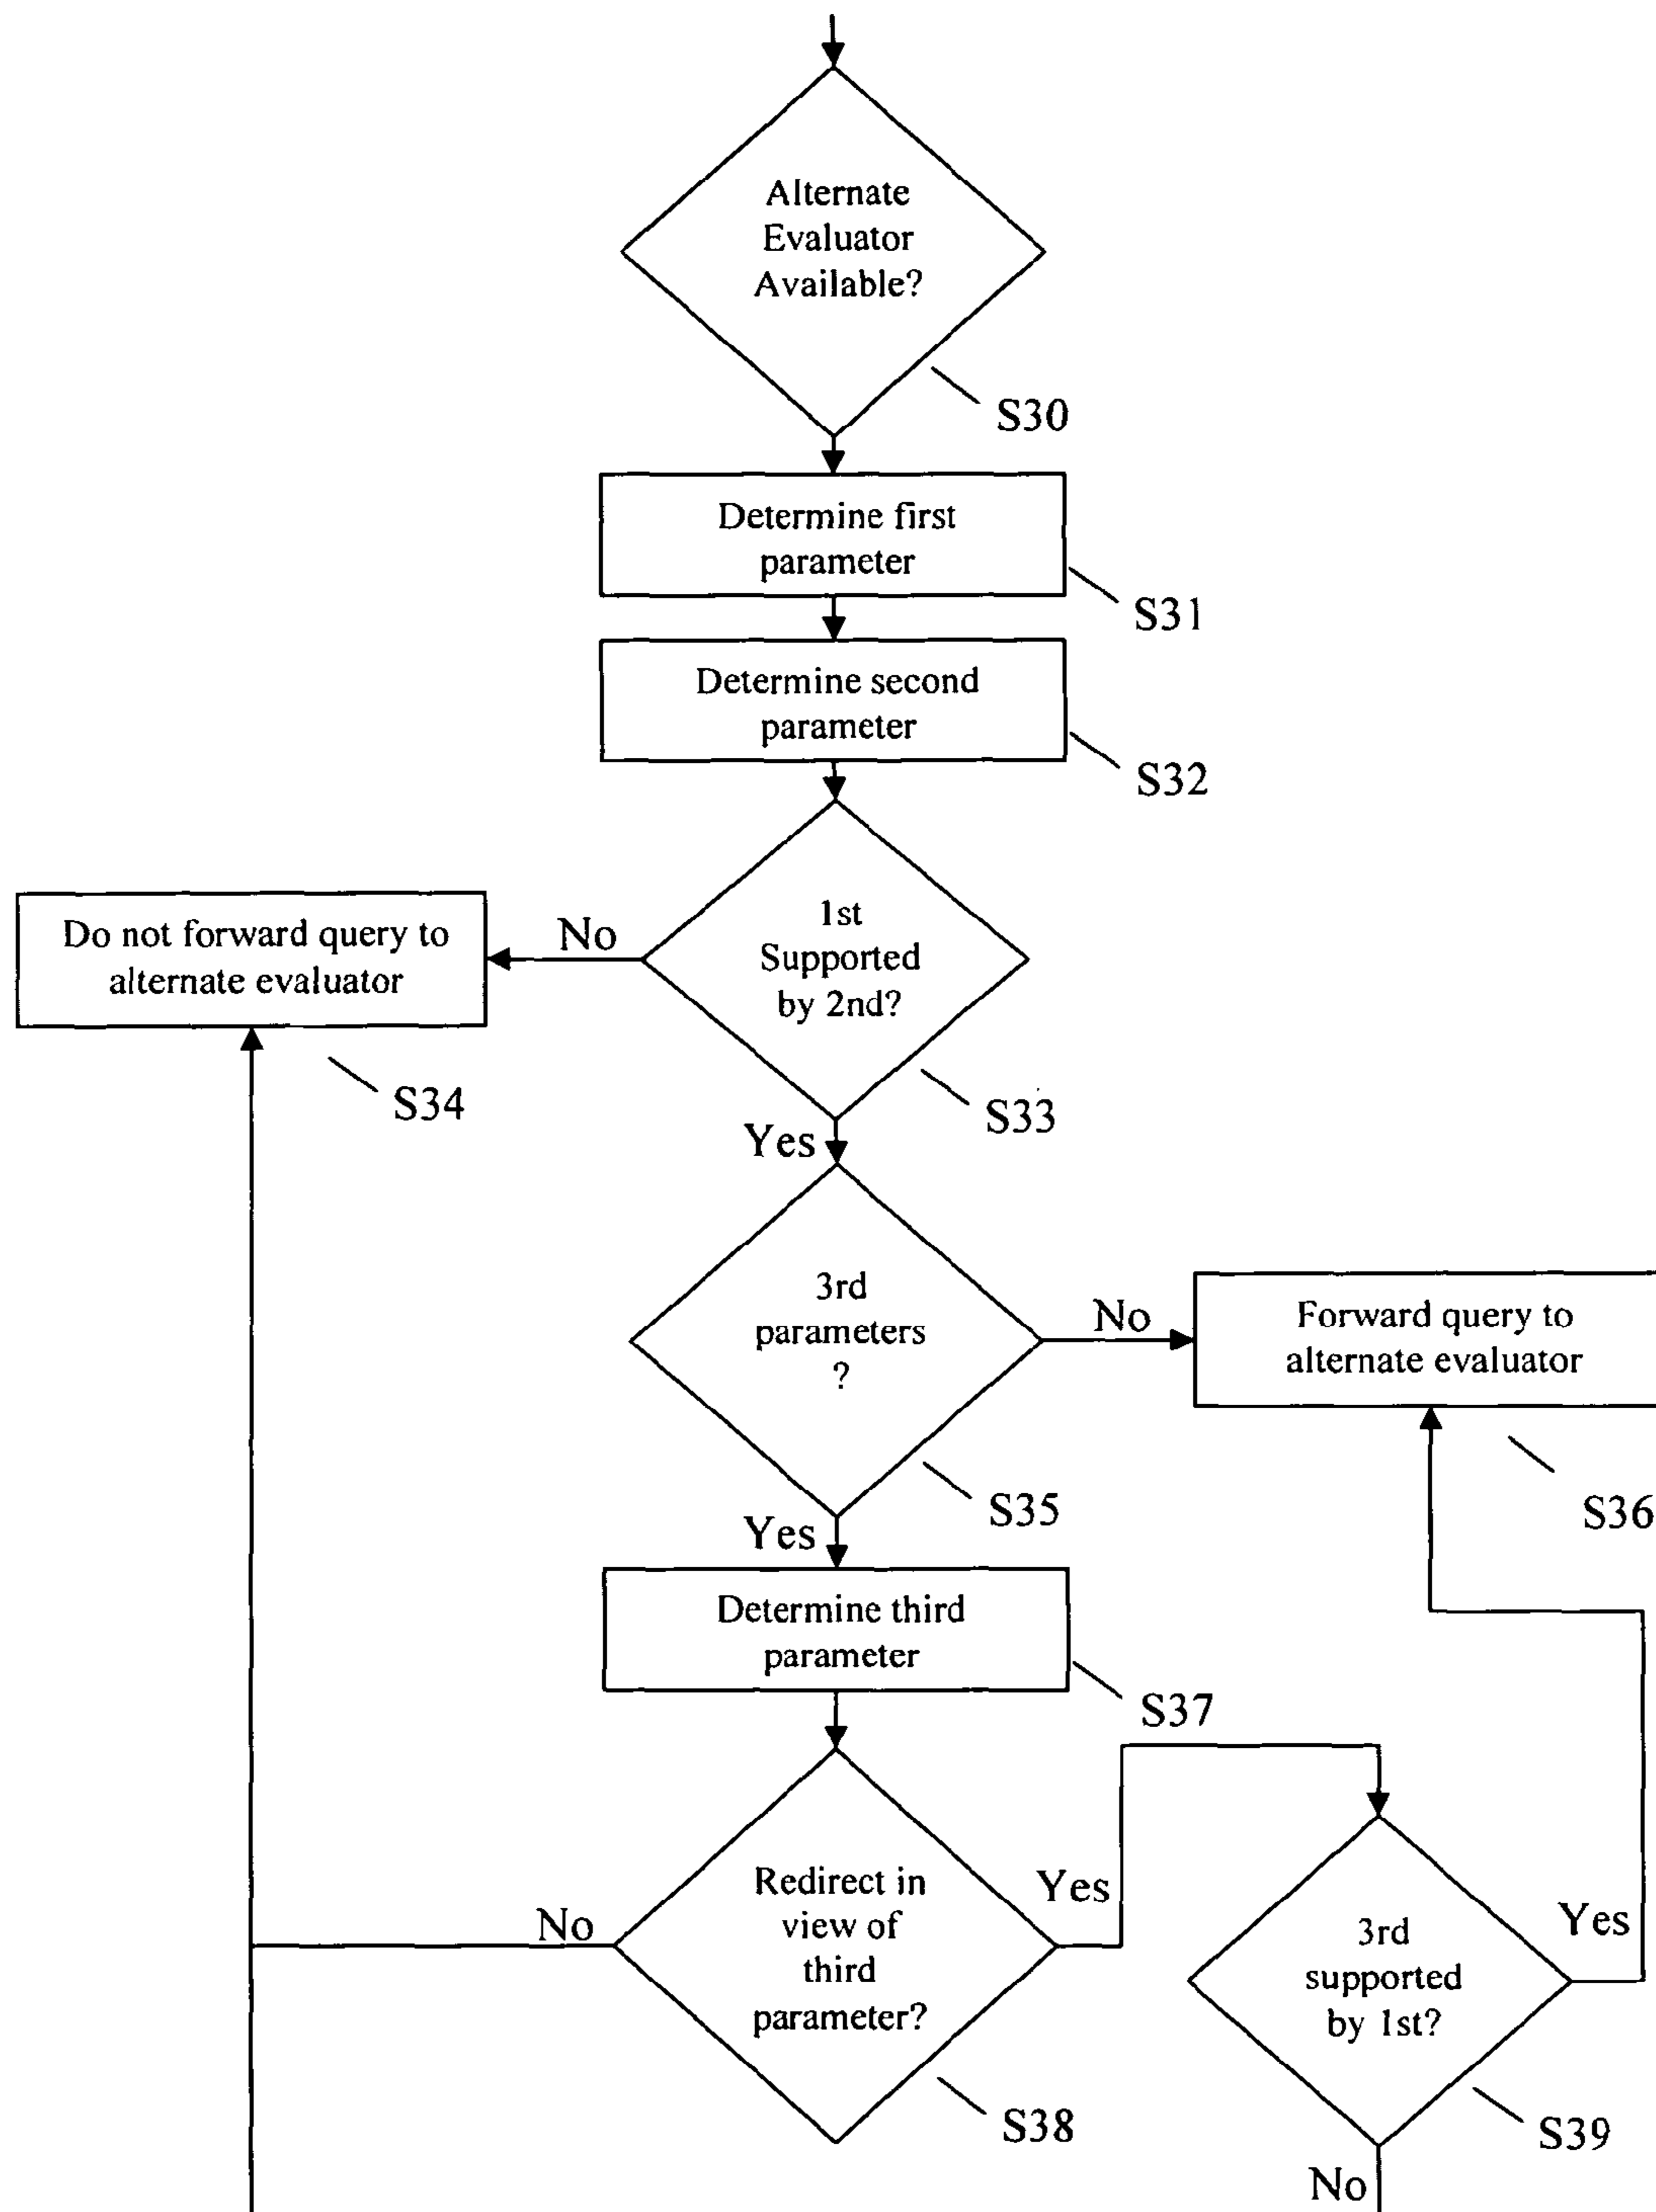 Alternate
Evaluator
Available?
S30
Determine first
parameter
S31
Determine second
parameter
S32
Do not forward query to
alternate evaluator
No
1st
Supported
by 2nd?
S34
S33
Yes
3rd
parameters
?
No
Forward query to
alternate evaluator
S35
S36
Yes
Determine third
parameter
S37
No
Redirect in
view of
third
parameter?
Yes
3rd
supported
by 1st?
Yes
S38
S39
No